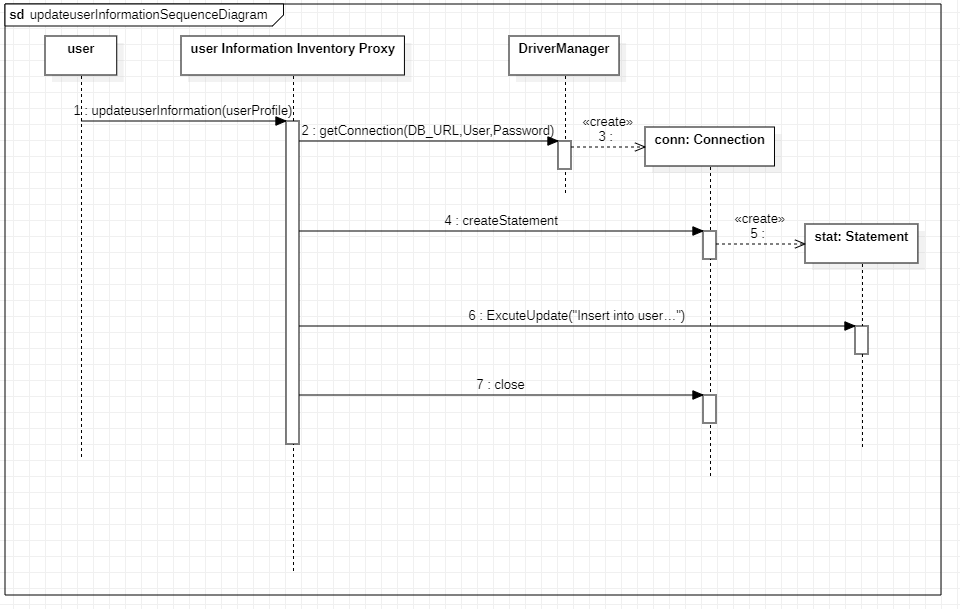 sd updateuserInformationSequenceDiagram
user
user Information Inventory Proxy
DriverManager
1 : updateuserInformation(userProfile)
2 : getConnection(DB_URL,User,Password)
«create»
3 :
conn: Connection
4 : createStatement
«create»
5 :
stat: Statement
6 : ExcuteUpdate("Insert into user...")
7 : close